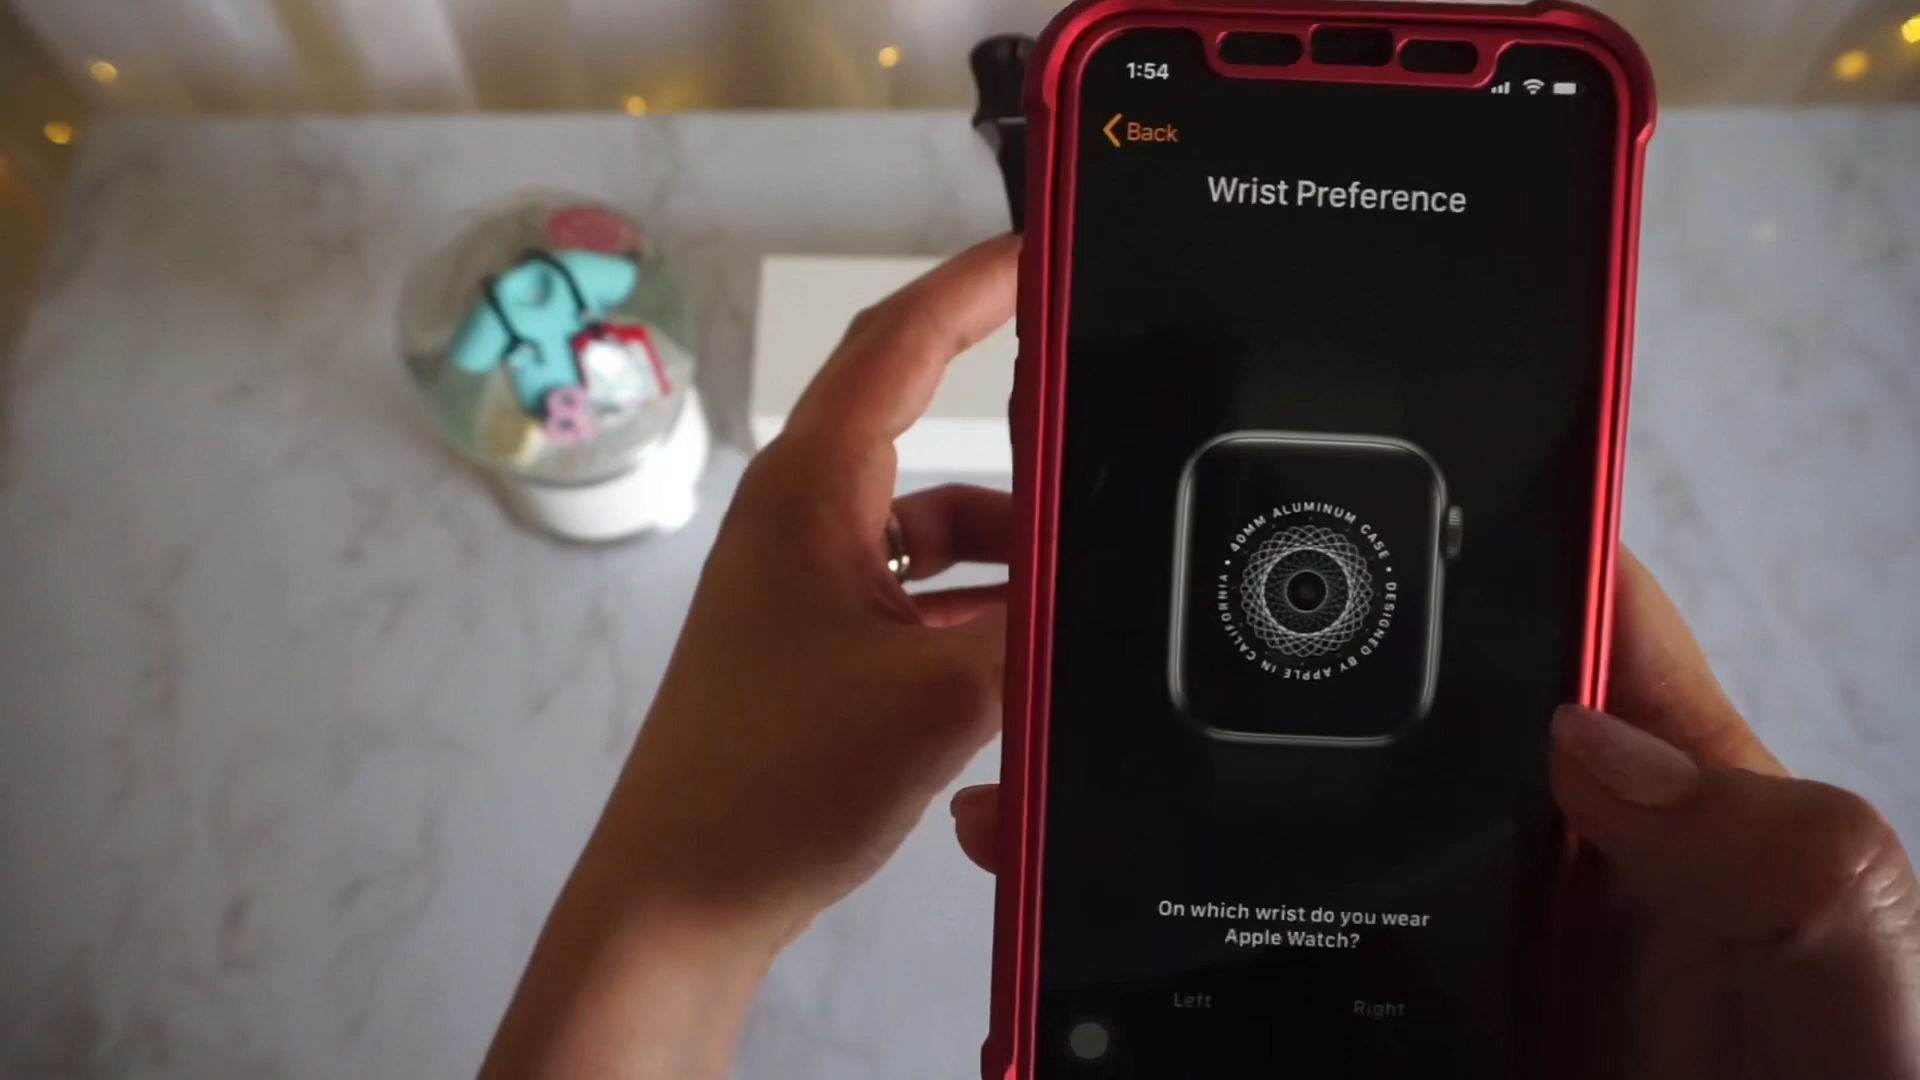 1:54
Back
Wrist Preference
• 40MM ALUMINUM CASE • DESIGNED BY APPLE IN CALIFORNIA
On which wrist do you wear
Apple Watch?
Left Right